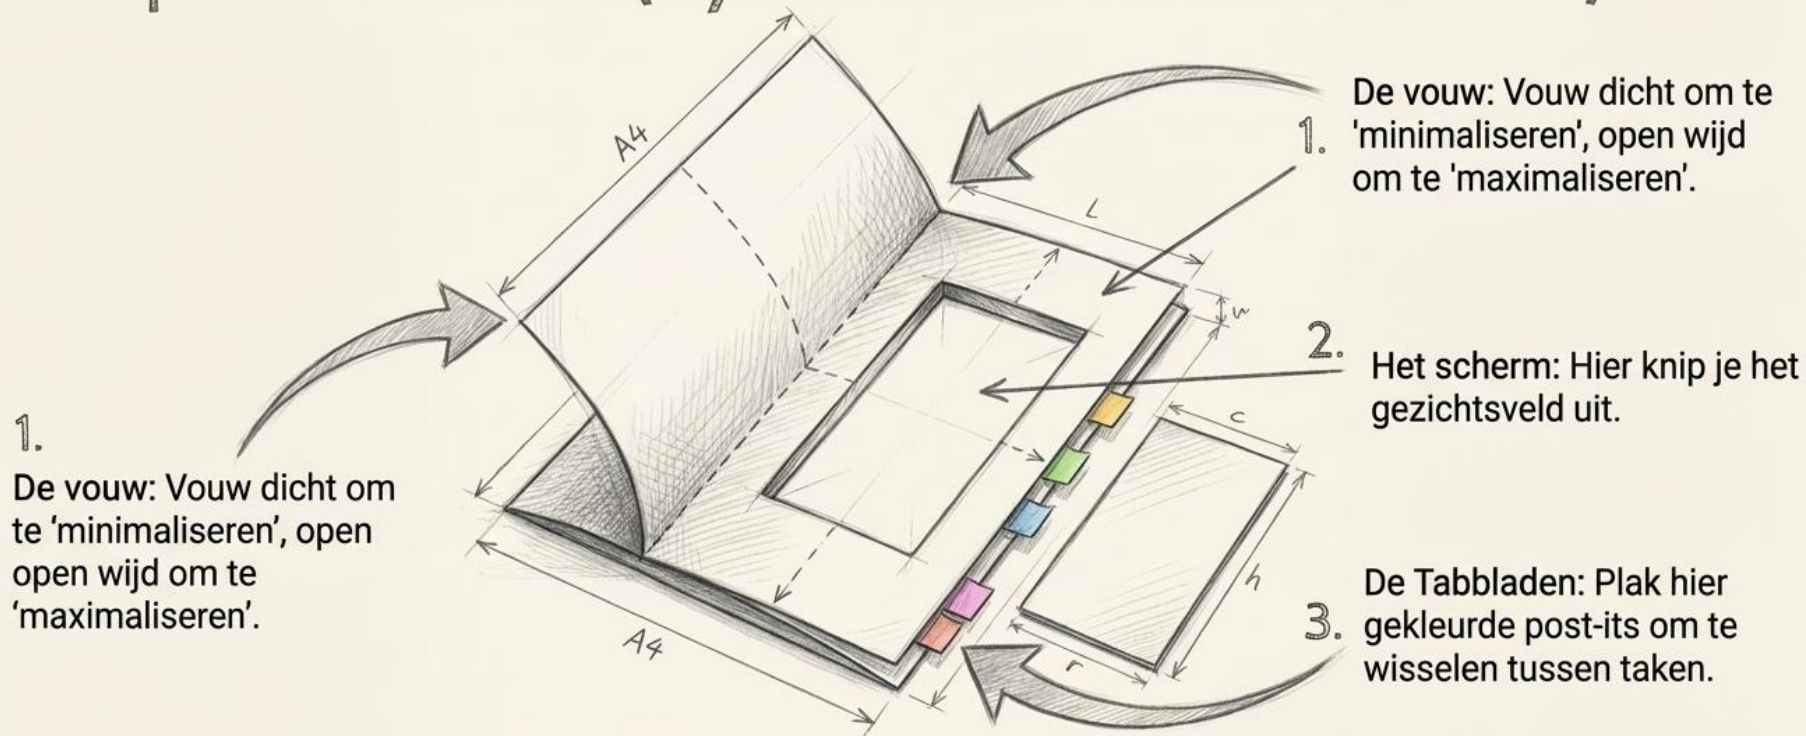 A4
L
w
c
h
r
A4
1.
De vouw: Vouw dicht om te
'minimaliseren', open wijd
om te 'maximaliseren'.
2.
Het scherm: Hier knip je het
gezichtsveld uit.
1.
De vouw: Vouw dicht om
te 'minimaliseren', open
open wijd om te
'maximaliseren'.
3.
De Tabbladen: Plak hier
gekleurde post-its om te
wisselen tussen taken.